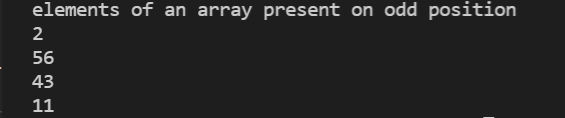 elements of an array present on odd position
2
56
43
11